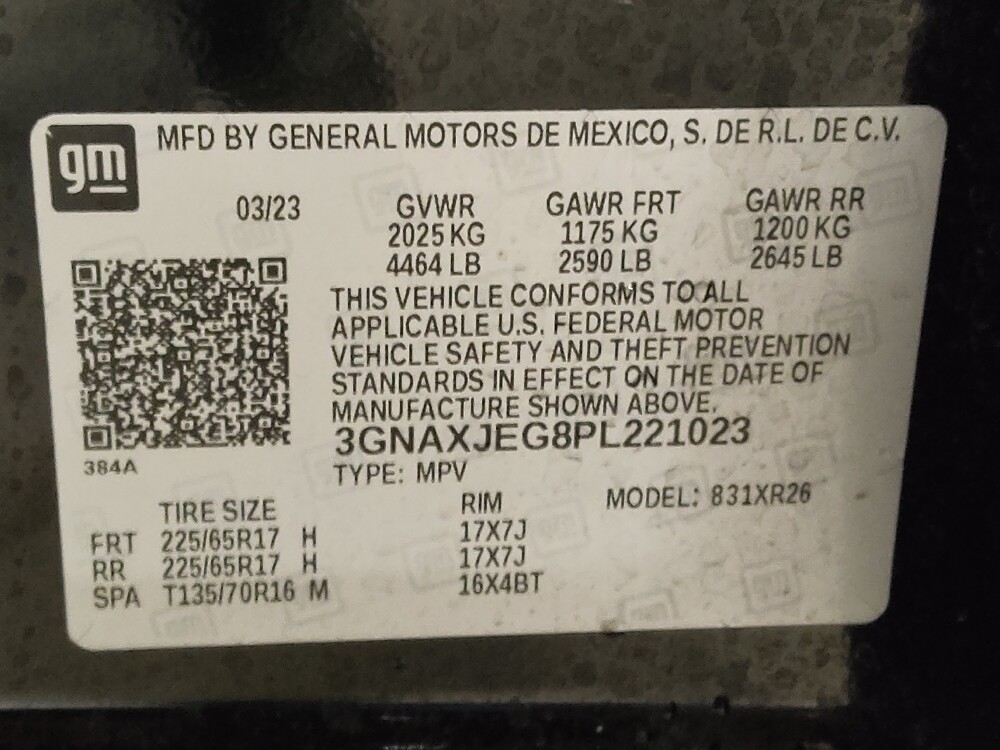 gm
MFD BY GENERAL MOTORS DE MEXICO, S. DE R.L. DE C.V.
03/23 GVWR GAWR FRT GAWR RR
2025 KG 1175 KG 1200 KG
4464 LB 2590 LB 2645 LB
THIS VEHICLE CONFORMS TO ALL
APPLICABLE U.S. FEDERAL MOTOR
VEHICLE SAFETY AND THEFT PREVENTION
STANDARDS IN EFFECT ON THE DATE OF
MANUFACTURE SHOWN ABOVE.
3GNAXJEG8PL221023
384A
TYPE: MPV
TIRE SIZE RIM MODEL: 831XR26
FRT 225/65R17 H 17X7J
RR 225/65R17 H 17X7J
SPA T135/70R16 M 16X4BT